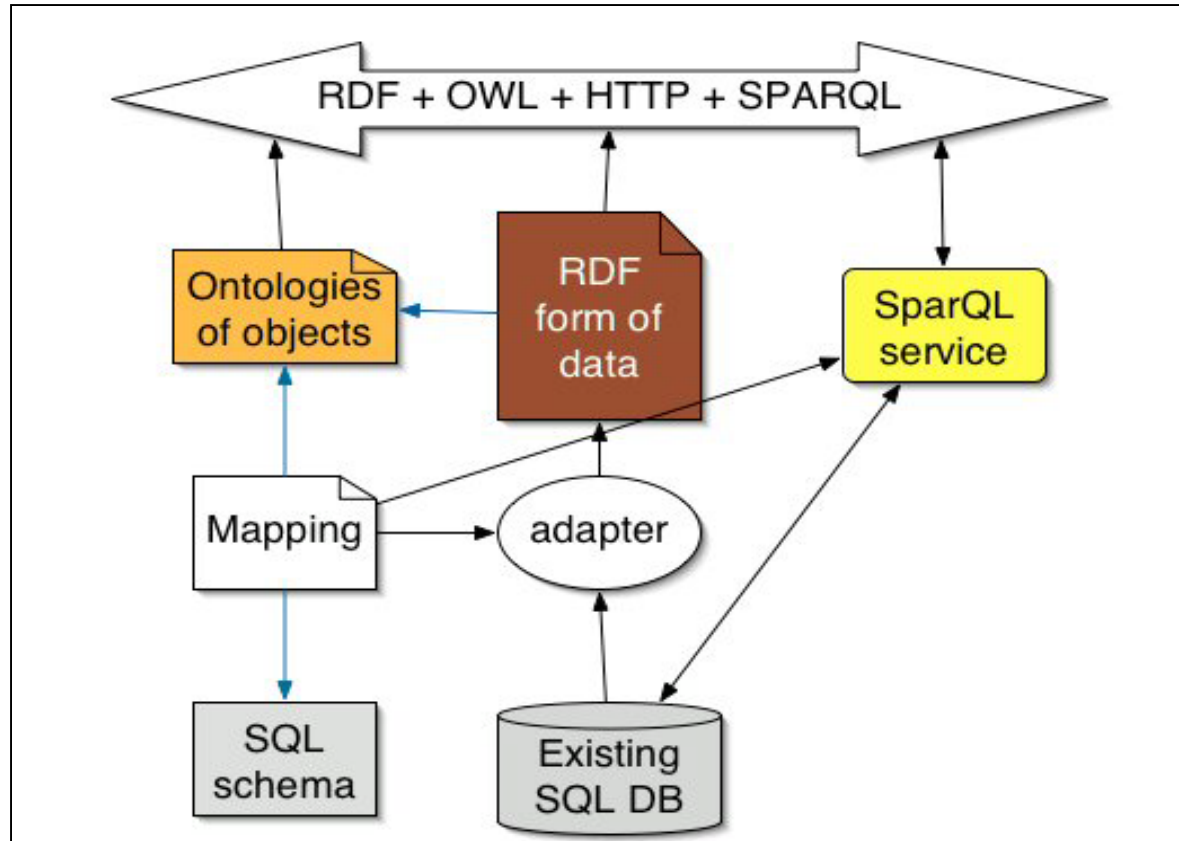 RDF + OWL + HTTP + SPARQL
Ontologies
of objects
RDF
form of
data
SparQL
service
Mapping
adapter
SQL
schema
Existing
SQL DB